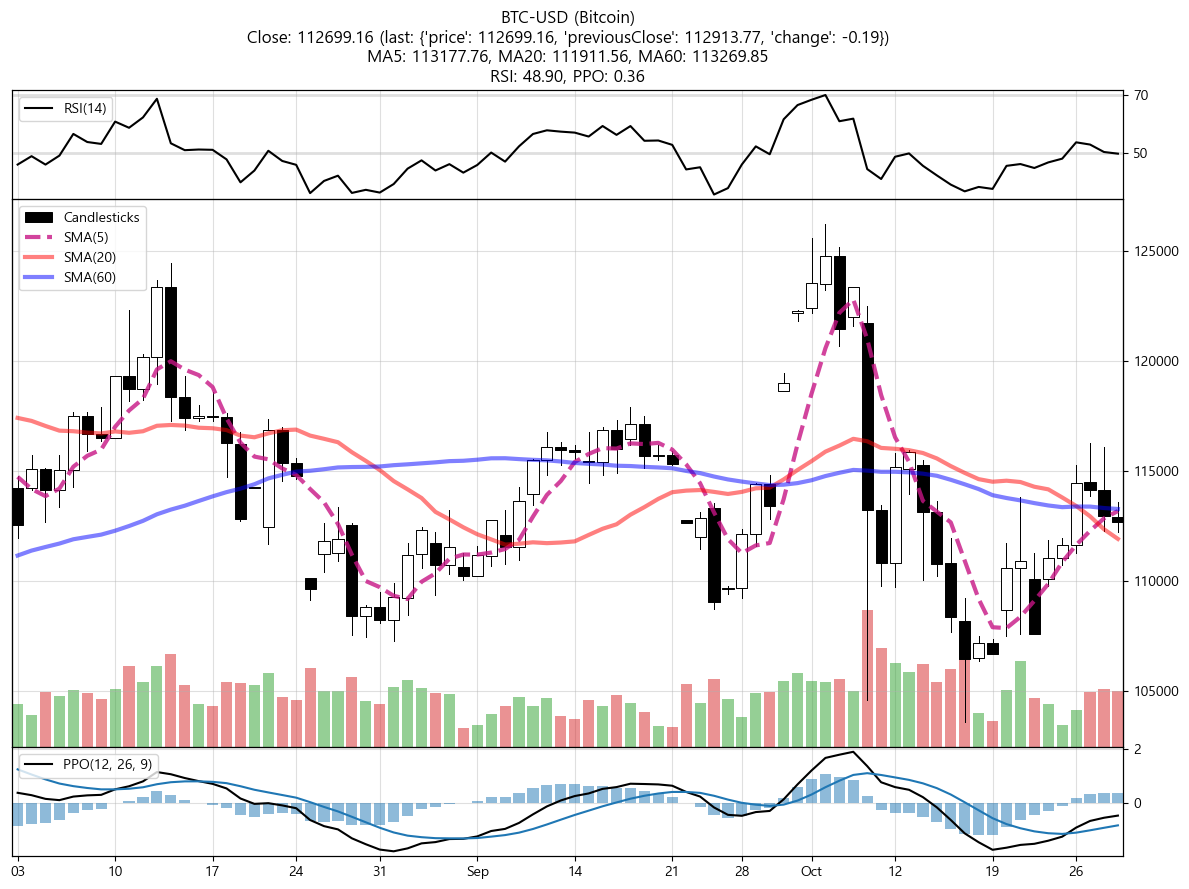 BTC-USD (Bitcoin)
Close: 112699.16 (last: {'price': 112699.16, 'previousClose': 112913.77, 'change': -0.19})
MA5: 113177.76, MA20: 111911.56, MA60: 113269.85
RSI: 48.90, PPO: 0.36
RSI(14)
70
50
Candlesticks
SMA(5)
SMA(20)
SMA(60)
125000
120000
115000
110000
105000
PPO(12, 26, 9)
2
0
03 10 17 24 31 Sep 14 21 28 Oct 12 19 26